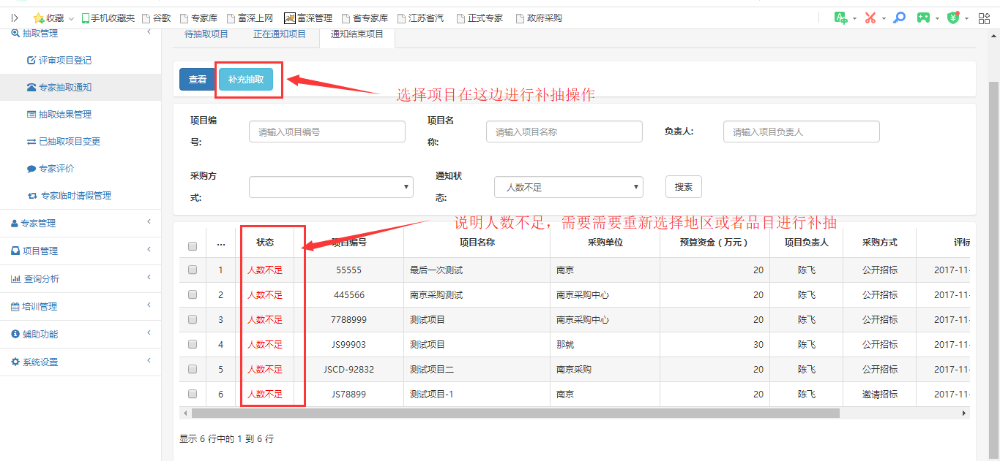 收藏 手机收藏夹 谷歌 专家库 富深上网 富深管理 省专家库 江苏省汽 正式专家 政府采购
抽取管理
评审项目登记
专家抽取通知
抽取结果管理
已抽取项目变更
专家评价
专家临时请假管理
专家管理
项目管理
查询分析
培训管理
辅助功能
系统设置
待抽取项目 正在通知项目 通知结束项目
查看 补充抽取
选择项目在这边进行补抽操作
项目编号: 请输入项目编号 项目名称: 请输入项目名称 负责人: 请输入项目负责人
采购方式: 通知状态: 人数不足 搜索
说明人数不足，需要需要重新选择地区或者品目进行补抽
... 状态 项目编号 项目名称 采购单位 预算资金（万元） 项目负责人 采购方式 评标
1 人数不足 55555 最后一次测试 南京 20 陈飞 公开招标 2017-11-
2 人数不足 445566 南京采购测试 南京采购中心 20 陈飞 公开招标 2017-11-
3 人数不足 7788999 测试项目 南京采购中心 20 陈飞 公开招标 2017-11-
4 人数不足 JS99903 测试项目 那就 30 陈飞 公开招标 2017-11-
5 人数不足 JSCD-92832 测试项目二 南京采购 20 陈飞 公开招标 2017-11-
6 人数不足 JS78899 测试项目-1 南京 20 陈飞 邀请招标 2017-11-
显示 6 行中的 1 到 6 行